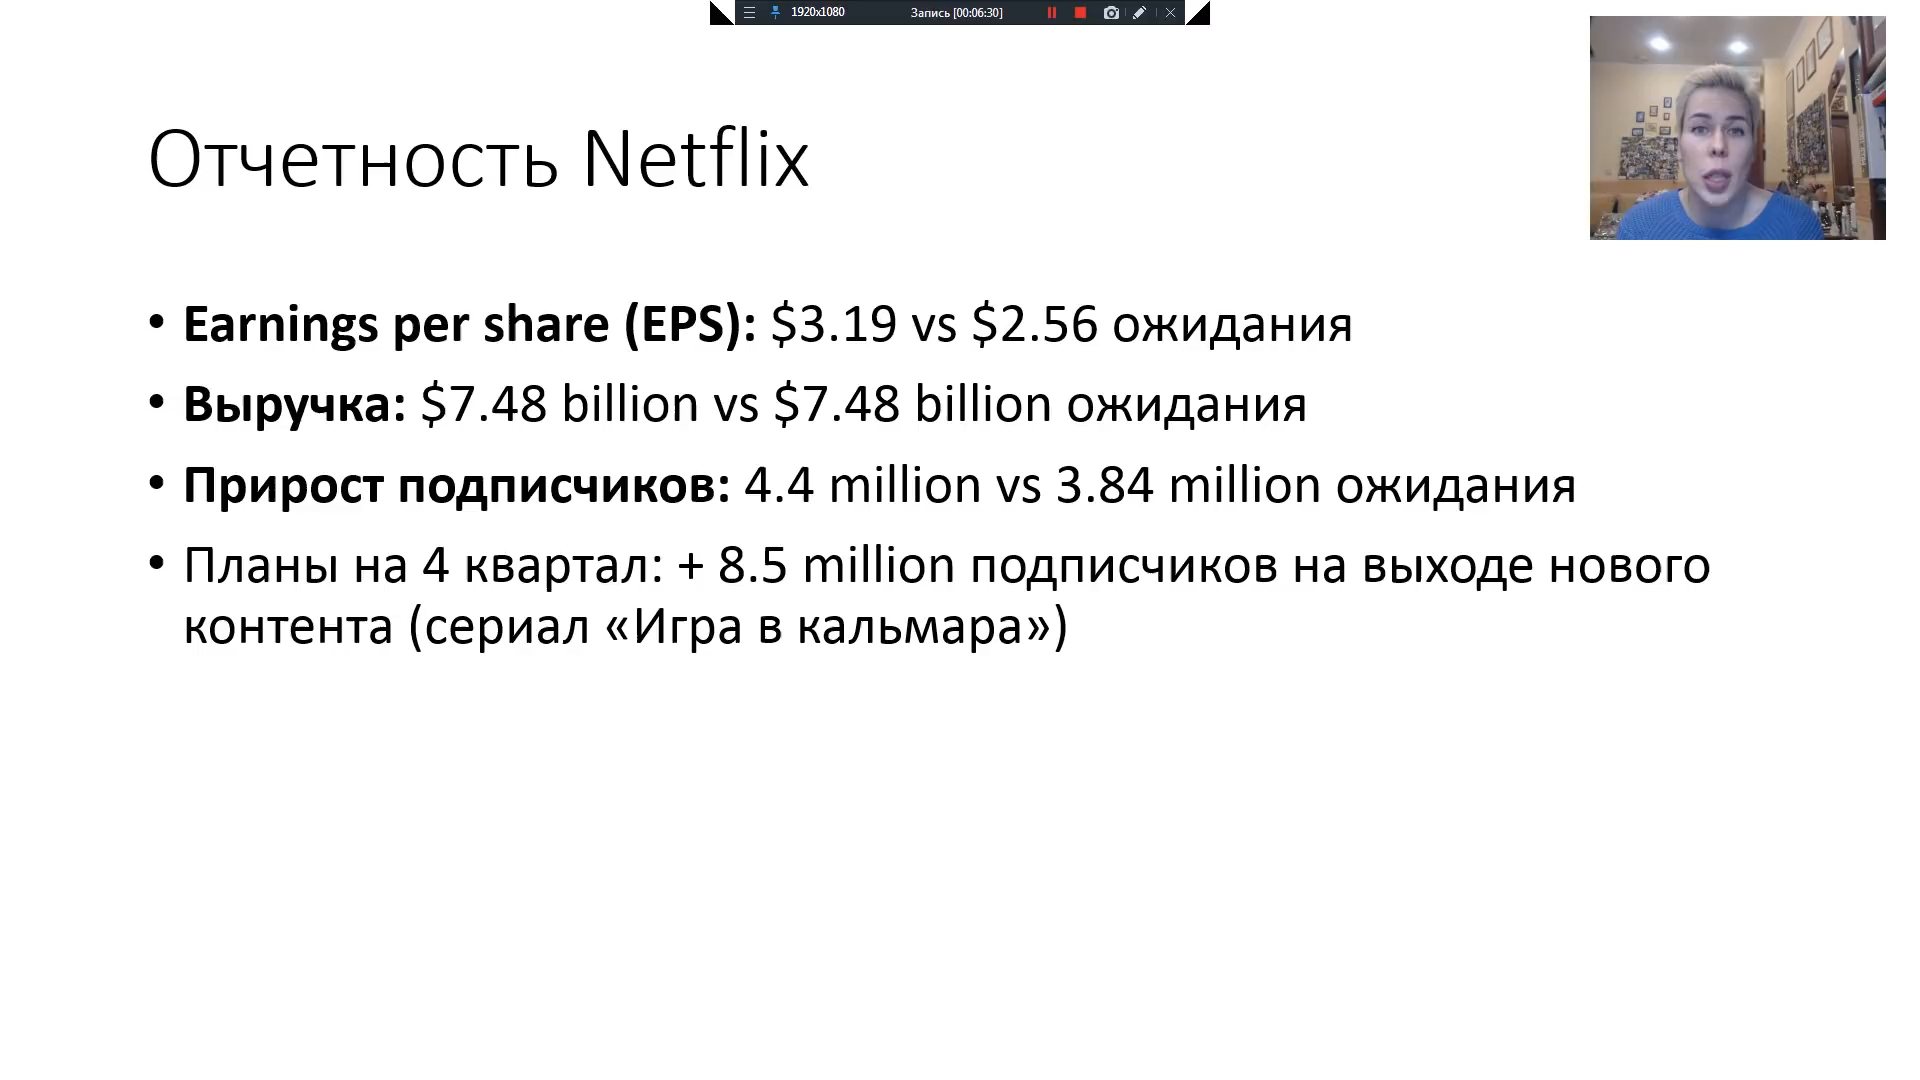 1920x1080 Запись [00:06:30]
Отчетность Netflix
• Earnings per share (EPS): $3.19 vs $2.56 ожидания
• Выручка: $7.48 billion vs $7.48 billion ожидания
• Прирост подписчиков: 4.4 million vs 3.84 million ожидания
• Планы на 4 квартал: + 8.5 million подписчиков на выходе нового
контента (сериал «Игра в кальмара»)